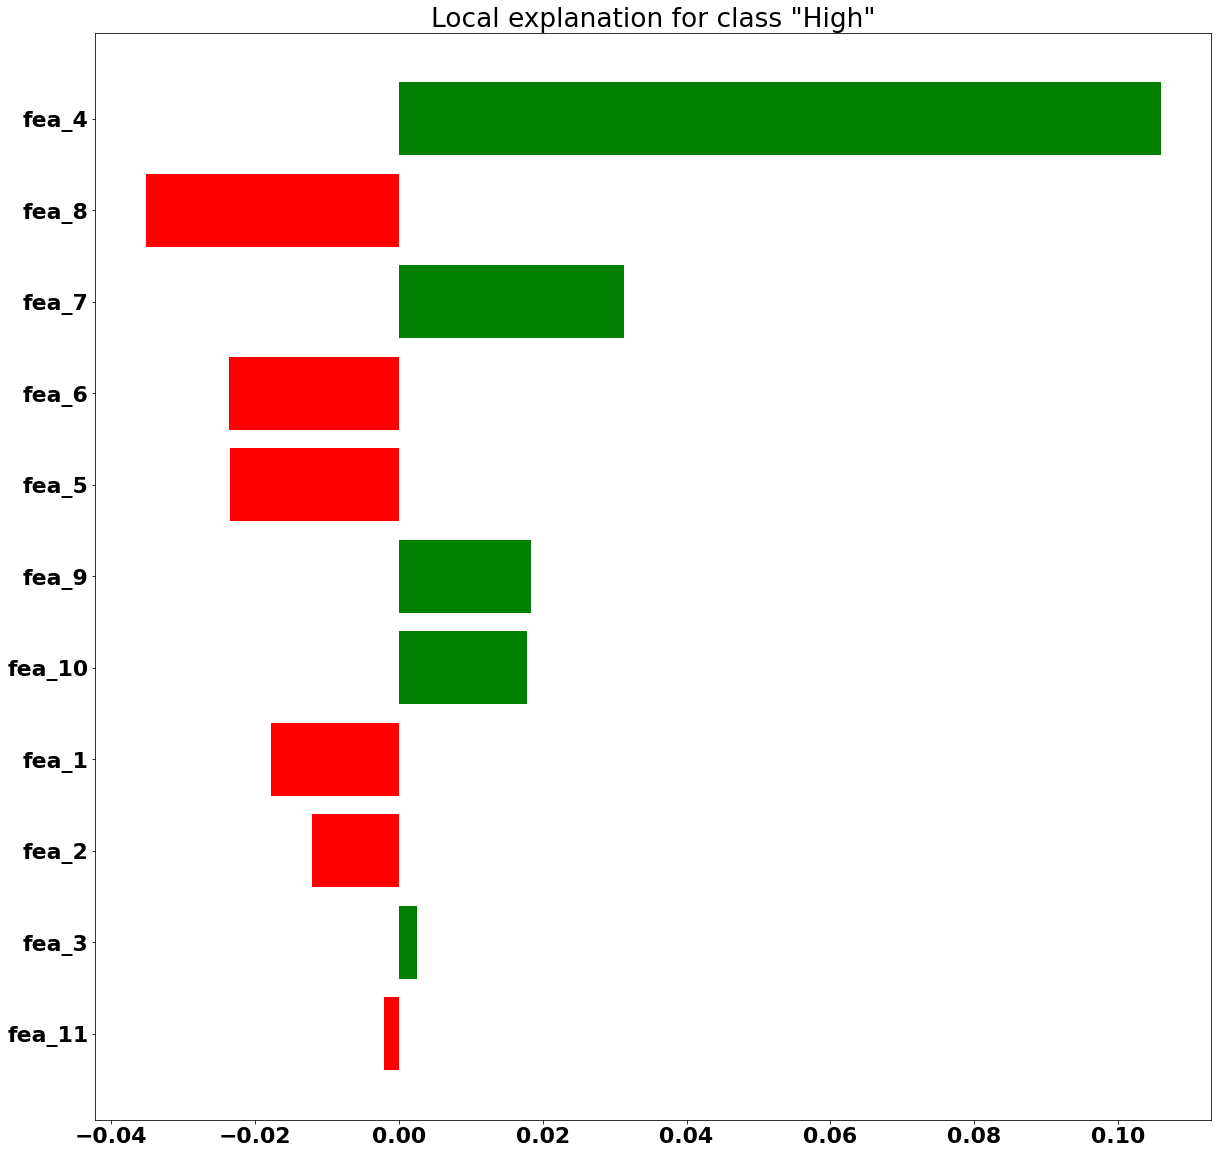 Local explanation for class "High"
fea_4
fea_8
fea_7
fea_6
fea_5
fea_9
fea_10
fea_1
fea_2
fea_3
fea_11
−0.04 −0.02 0.00 0.02 0.04 0.06 0.08 0.10